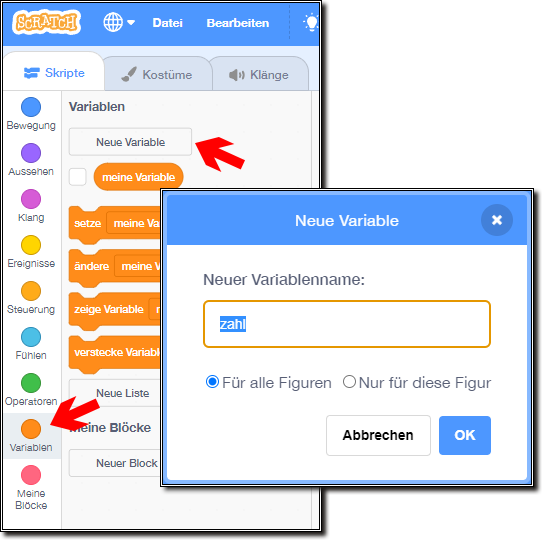 SCRATCH
Datei
Bearbeiten
Skripte
Kostüme
Klänge
Bewegung
Aussehen
Klang
Ereignisse
Steuerung
Fühlen
Operatoren
Variablen
Meine
Blöcke
Variablen
Neue Variable
meine Variable
setze meine Va
ändere meine V
zeige Variable
verstecke Variable
Neue Liste
Meine Blöcke
Neuer Block
Neue Variable
Neuer Variablenname:
zahl
Für alle Figuren Nur für diese Figur
Abbrechen OK